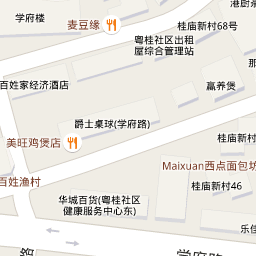 港厨
学府楼
麦豆缘
桂庙新村68号
粤桂社区出租
屋综合管理站
那
百姓家经济酒店
赢养煲
爵士桌球(学府路)
桂庙新村
美旺鸡煲店
Maixuan西点面包坊
百姓渔村
桂庙新村46
华城百货(粤桂社区
健康服务中心东)
乐佳
学府路